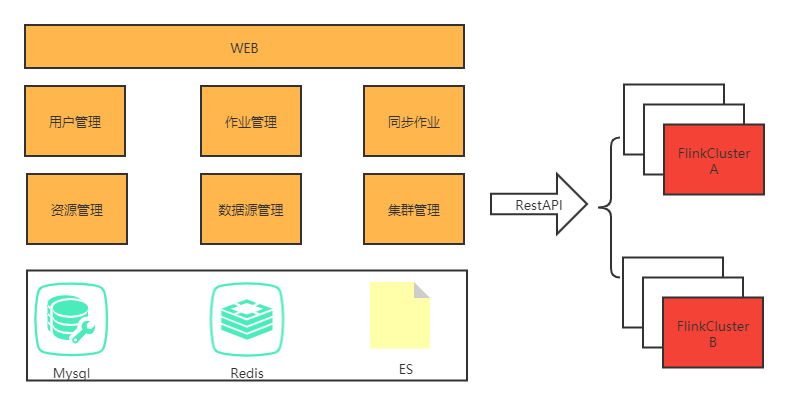 WEB
用户管理
作业管理
同步作业
资源管理
数据源管理
集群管理
Mysql
Redis
ES
RestAPI
FlinkCluster
A
FlinkCluster
B